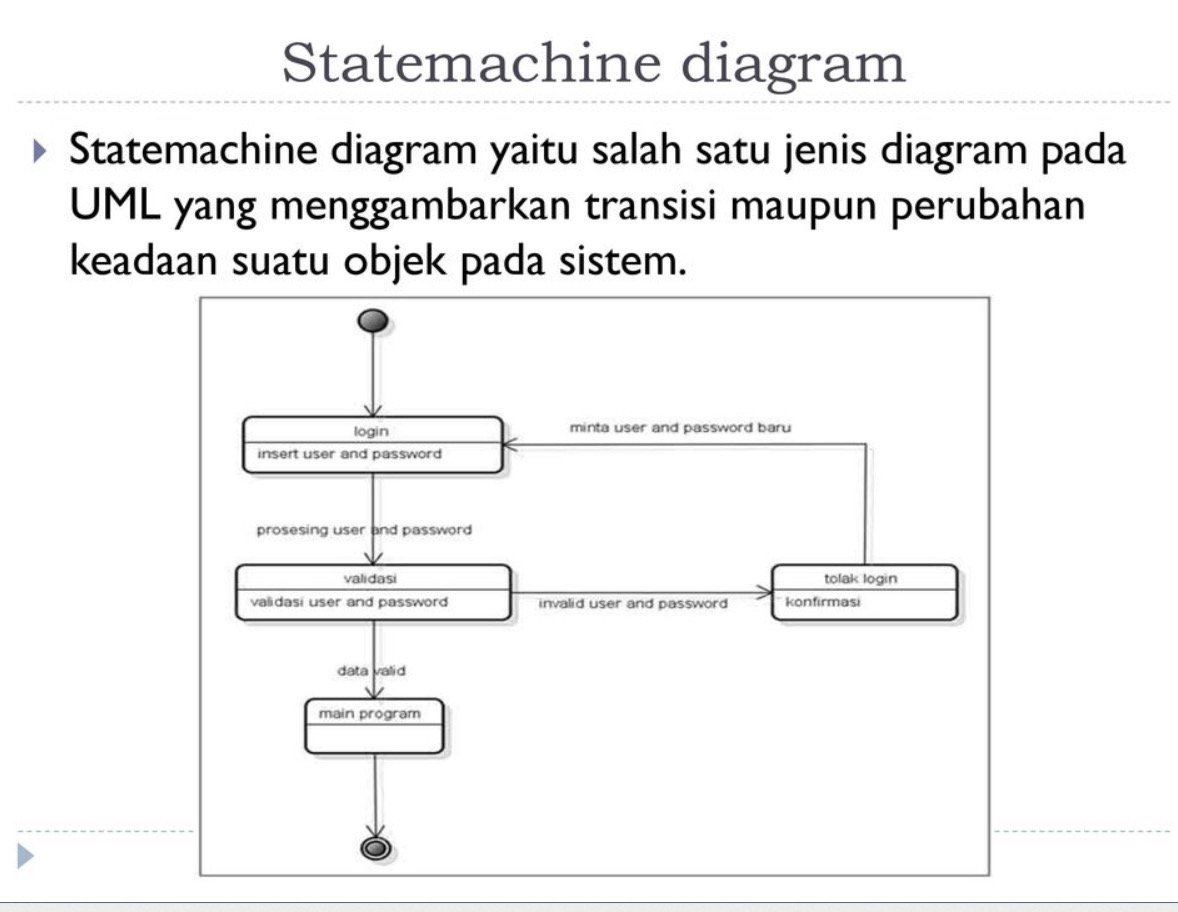 Statemachine diagram
Statemachine diagram yaitu salah satu jenis diagram pada
UML yang menggambarkan transisi maupun perubahan
keadaan suatu objek pada sistem.
login
insert user and password
minta user and password baru
prosesing user and password
validasi
validasi user and password
invalid user and password
tolak login
konfirmasi
data valid
main program